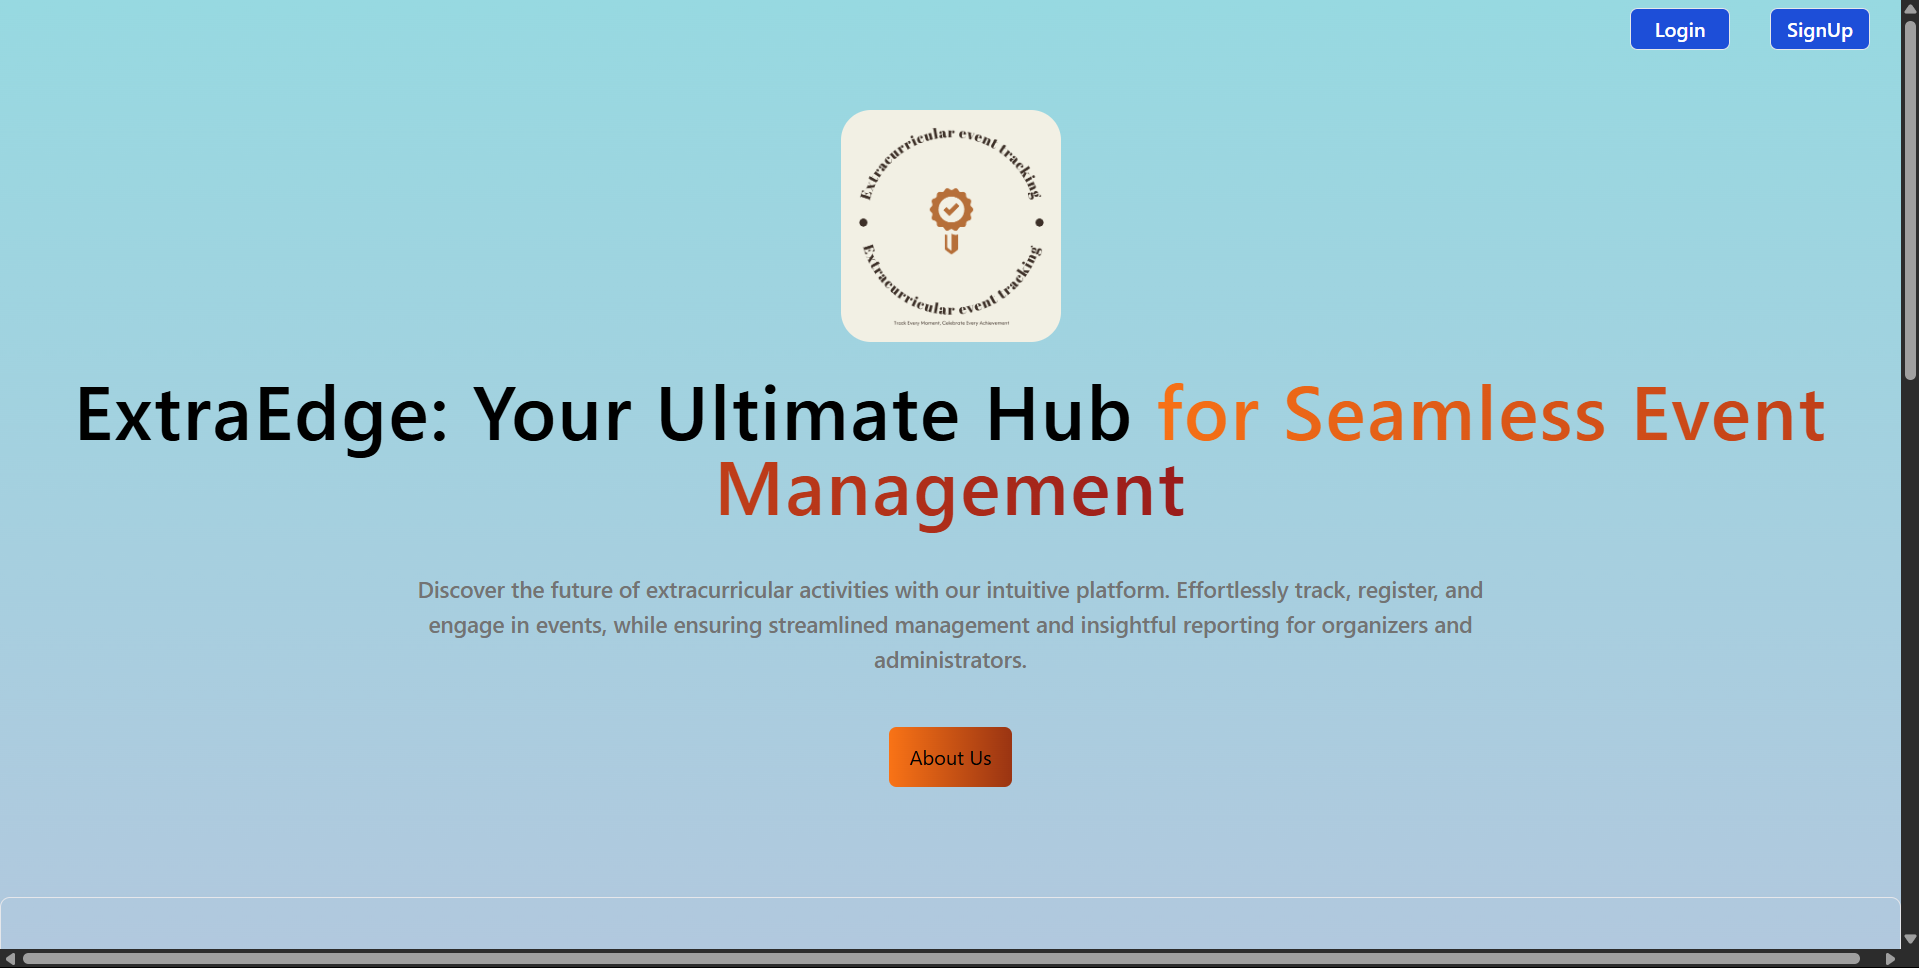 Login
SignUp
Extracurricular event tracking
Extracurricular event tracking
Track Every Moment, Celebrate Every Achievement
ExtraEdge: Your Ultimate Hub for Seamless Event
Management
Discover the future of extracurricular activities with our intuitive platform. Effortlessly track, register, and
engage in events, while ensuring streamlined management and insightful reporting for organizers and
administrators.
About Us